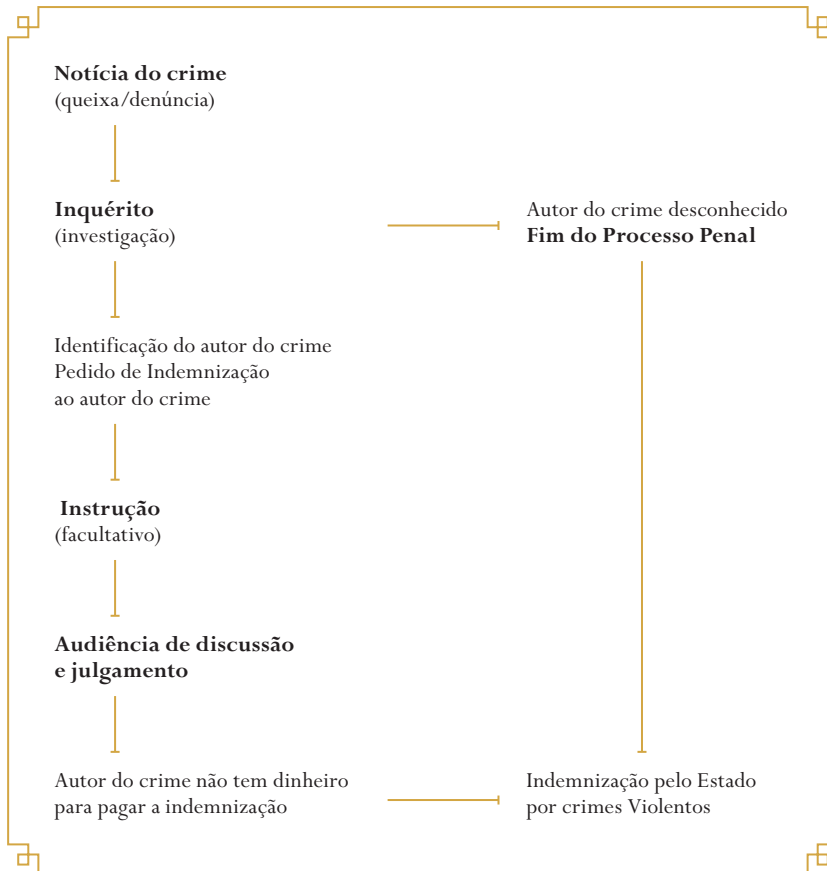 Notícia do crime
(queixa/denúncia)
Inquérito
(investigação)
Autor do crime desconhecido
Fim do Processo Penal
Identificação do autor do crime
Pedido de Indemnização
ao autor do crime
Instrução
(facultativo)
Audiência de discussão
e julgamento
Autor do crime não tem dinheiro
para pagar a indemnização
Indemnização pelo Estado
por crimes Violentos